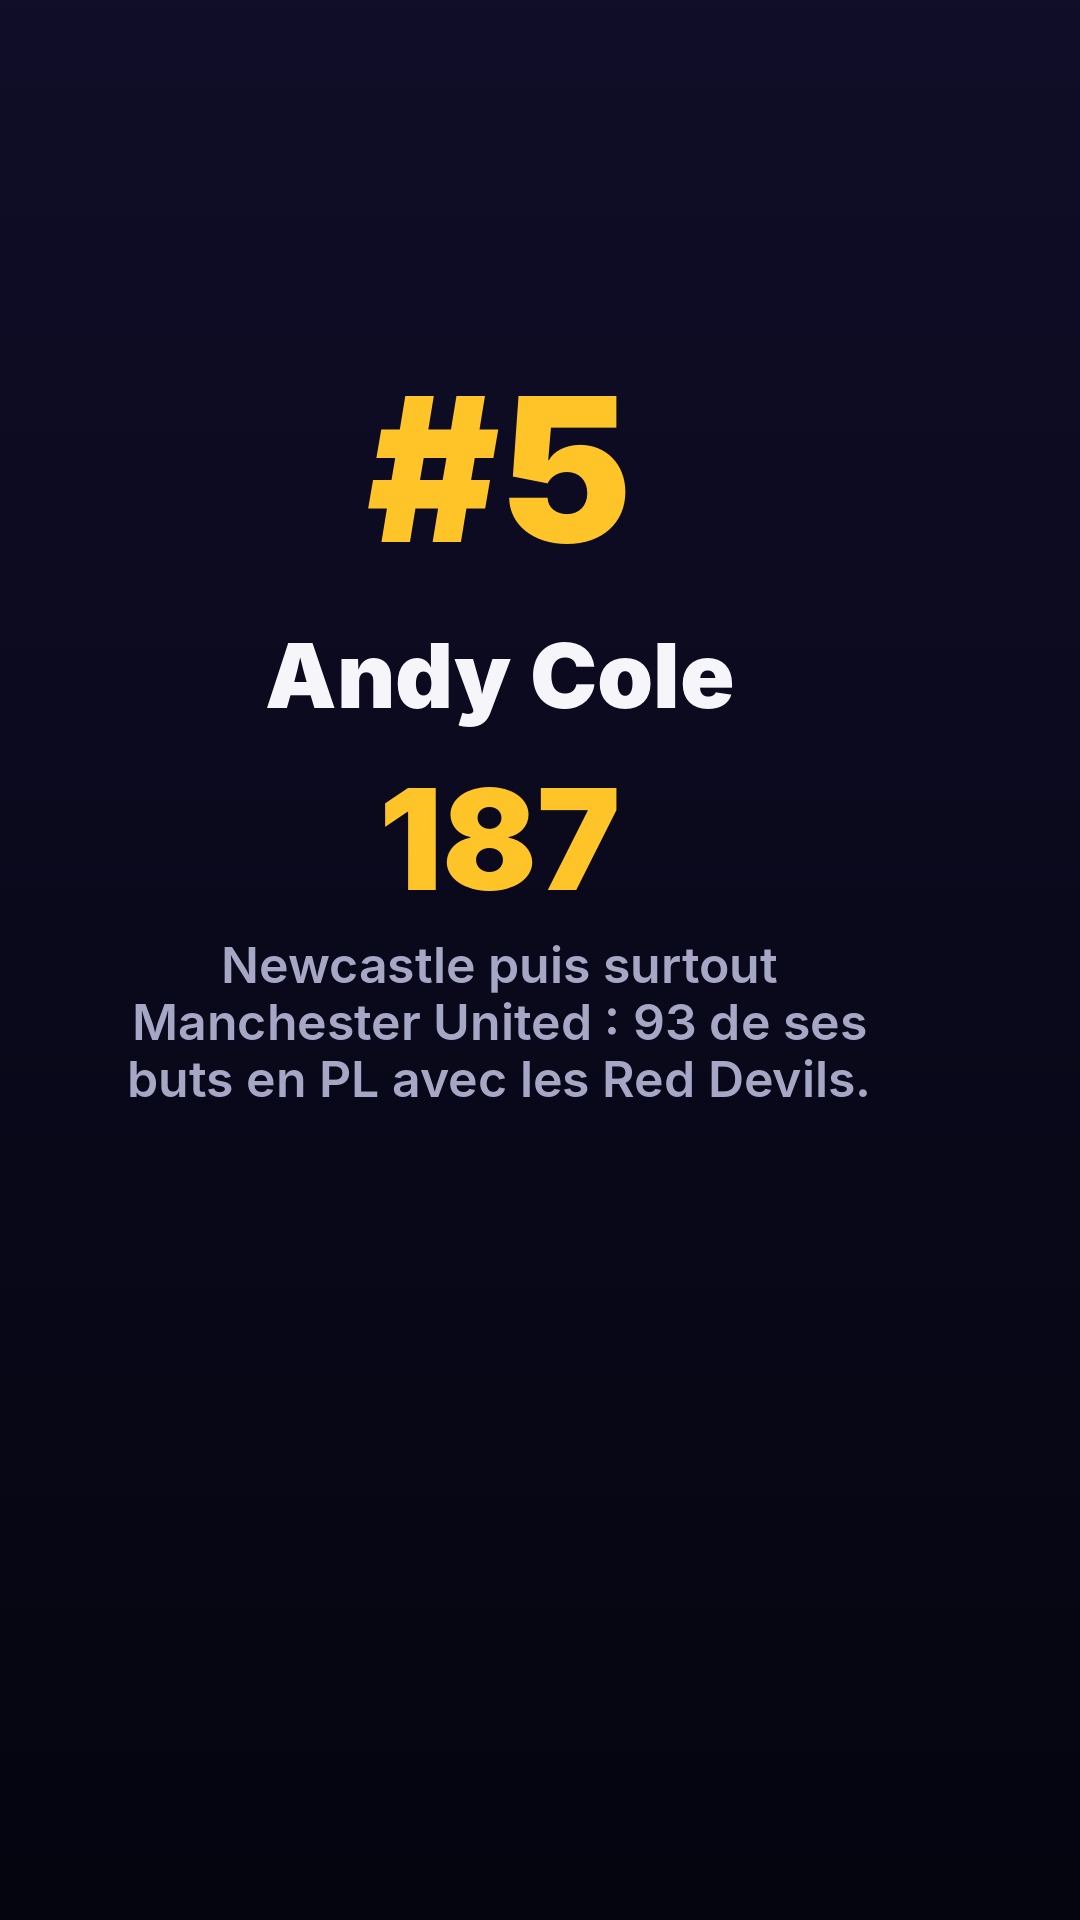 #5
Andy Cole
187
Newcastle puis surtout
Manchester United : 93 de ses
buts en PL avec les Red Devils.